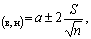 (в, н) = a ± 2 S/√n,